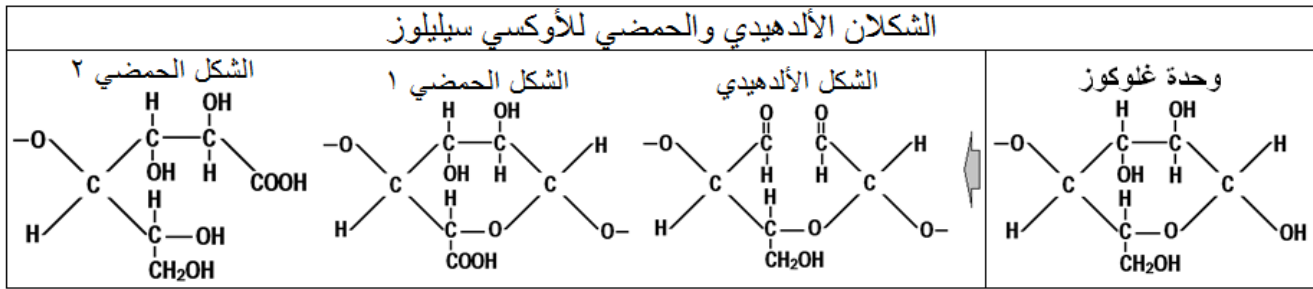 الشكلان الألدهيدي والحمضي للأوكسي سيليلوز
وحدة غلوكوز
H OH
–O C C H
C C
OH H
H
H C O OH
CH₂OH
الشكل الألدهيدي
O O
–O C C H
C H H C
H
H C O O–
CH₂OH
الشكل الحمضي ١
H OH
–O C C H
C OH H C
H
H C O O–
COOH
الشكل الحمضي ٢
H OH
–O C C
C OH H COOH
H
H C OH
CH₂OH